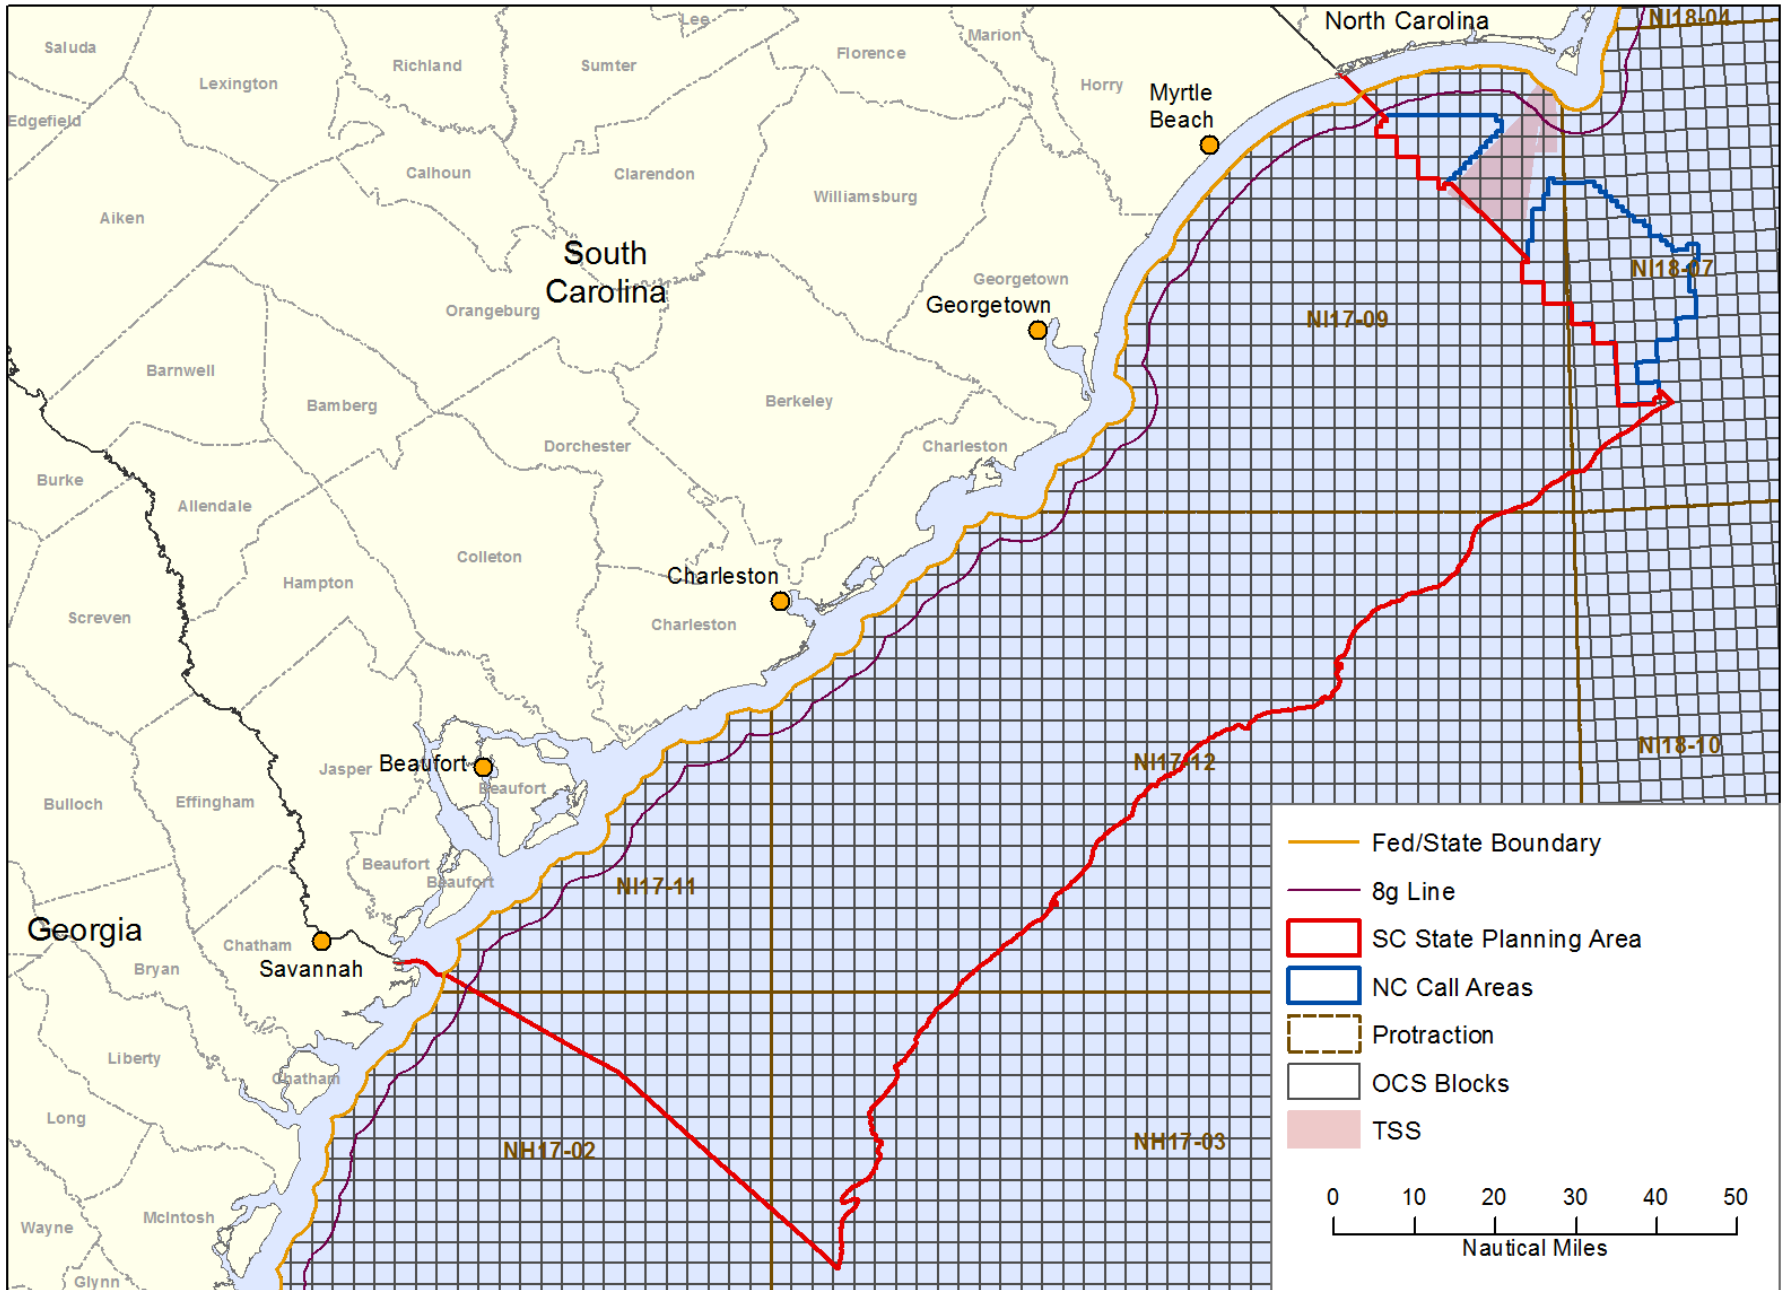 Lee
North Carolina
NI18-04
Saluda
Lexington
Richland
Sumter
Florence
Marion
Horry
Myrtle
Beach
Edgefield
Calhoun
Clarendon
Williamsburg
Aiken
South
Carolina
Georgetown
Georgetown
NI18-07
Orangeburg
NI17-09
Barnwell
Bamberg
Berkeley
Dorchester
Charleston
Burke
Allendale
Colleton
Hampton
Charleston
Charleston
Screven
NI18-10
Jasper
Beaufort
Beaufort
NI17-12
Bulloch
Effingham
Beaufort
Beaufort
NI17-11
Georgia
Chatham
Savannah
Bryan
Liberty
Chatham
Long
NH17-02
NH17-03
Wayne
McIntosh
Glynn
Fed/State Boundary
8g Line
SC State Planning Area
NC Call Areas
Protraction
OCS Blocks
TSS
0 10 20 30 40 50
Nautical Miles